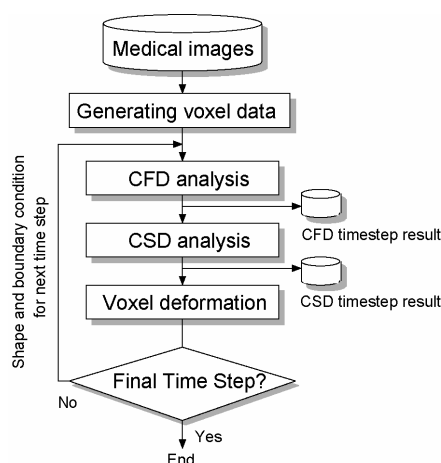 Medical images
Generating voxel data
CFD analysis
CFD timestep result
CSD analysis
CSD timestep result
Voxel deformation
Shape and boundary condition
for next time step
Final Time Step?
No
Yes
End